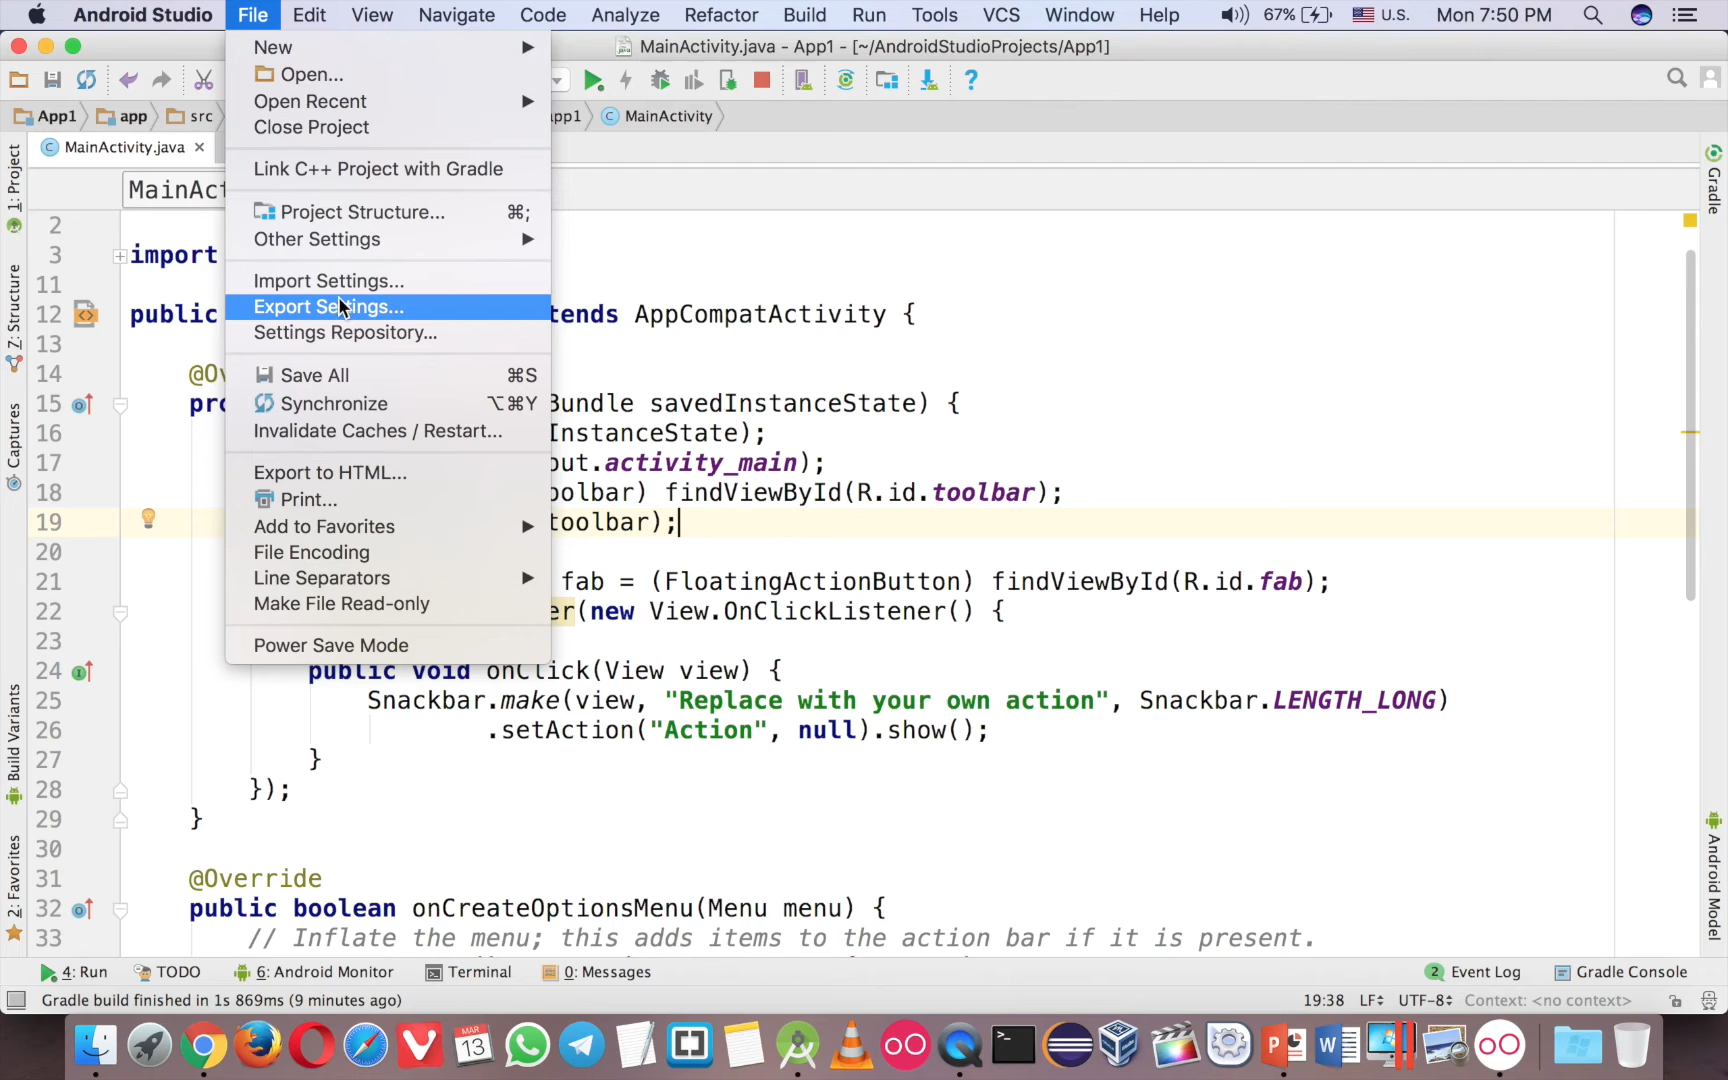 Android Studio File Edit View Navigate Code Analyze Refactor Build Run Tools VCS Window Help 67% U.S. Mon 7:50 PM
MainActivity.java - App1 - [~/AndroidStudioProjects/App1]
App1 app src MainActivity
MainActivity.java
MainAct
New
Open...
Open Recent
Close Project
Link C++ Project with Gradle
Project Structure... ⌘;
Other Settings
Import Settings...
Export Settings...
Settings Repository...
Save All ⌘S
Synchronize ⌥⌘Y
Invalidate Caches / Restart...
Export to HTML...
Print...
Add to Favorites
File Encoding
Line Separators
Make File Read-only
Power Save Mode
1: Project
Z: Structure
Captures
Build Variants
2: Favorites
Gradle
Android Model
2
3 import
11
12 public tends AppCompatActivity {
13
14 @Ov
15 pro Bundle savedInstanceState) {
16 InstanceState);
17 out.activity_main);
18 oolbar) findViewById(R.id.toolbar);
19 toolbar);
20
21 fab = (FloatingActionButton) findViewById(R.id.fab);
22 er(new View.OnClickListener() {
23
24 public void onClick(View view) {
25 Snackbar.make(view, "Replace with your own action", Snackbar.LENGTH_LONG)
26 .setAction("Action", null).show();
27 }
28 });
29 }
30
31 @Override
32 public boolean onCreateOptionsMenu(Menu menu) {
33 // Inflate the menu; this adds items to the action bar if it is present.
4: Run TODO 6: Android Monitor Terminal 0: Messages 2 Event Log Gradle Console
Gradle build finished in 1s 869ms (9 minutes ago) 19:38 LF UTF-8 Context: <no context>
MAR
13